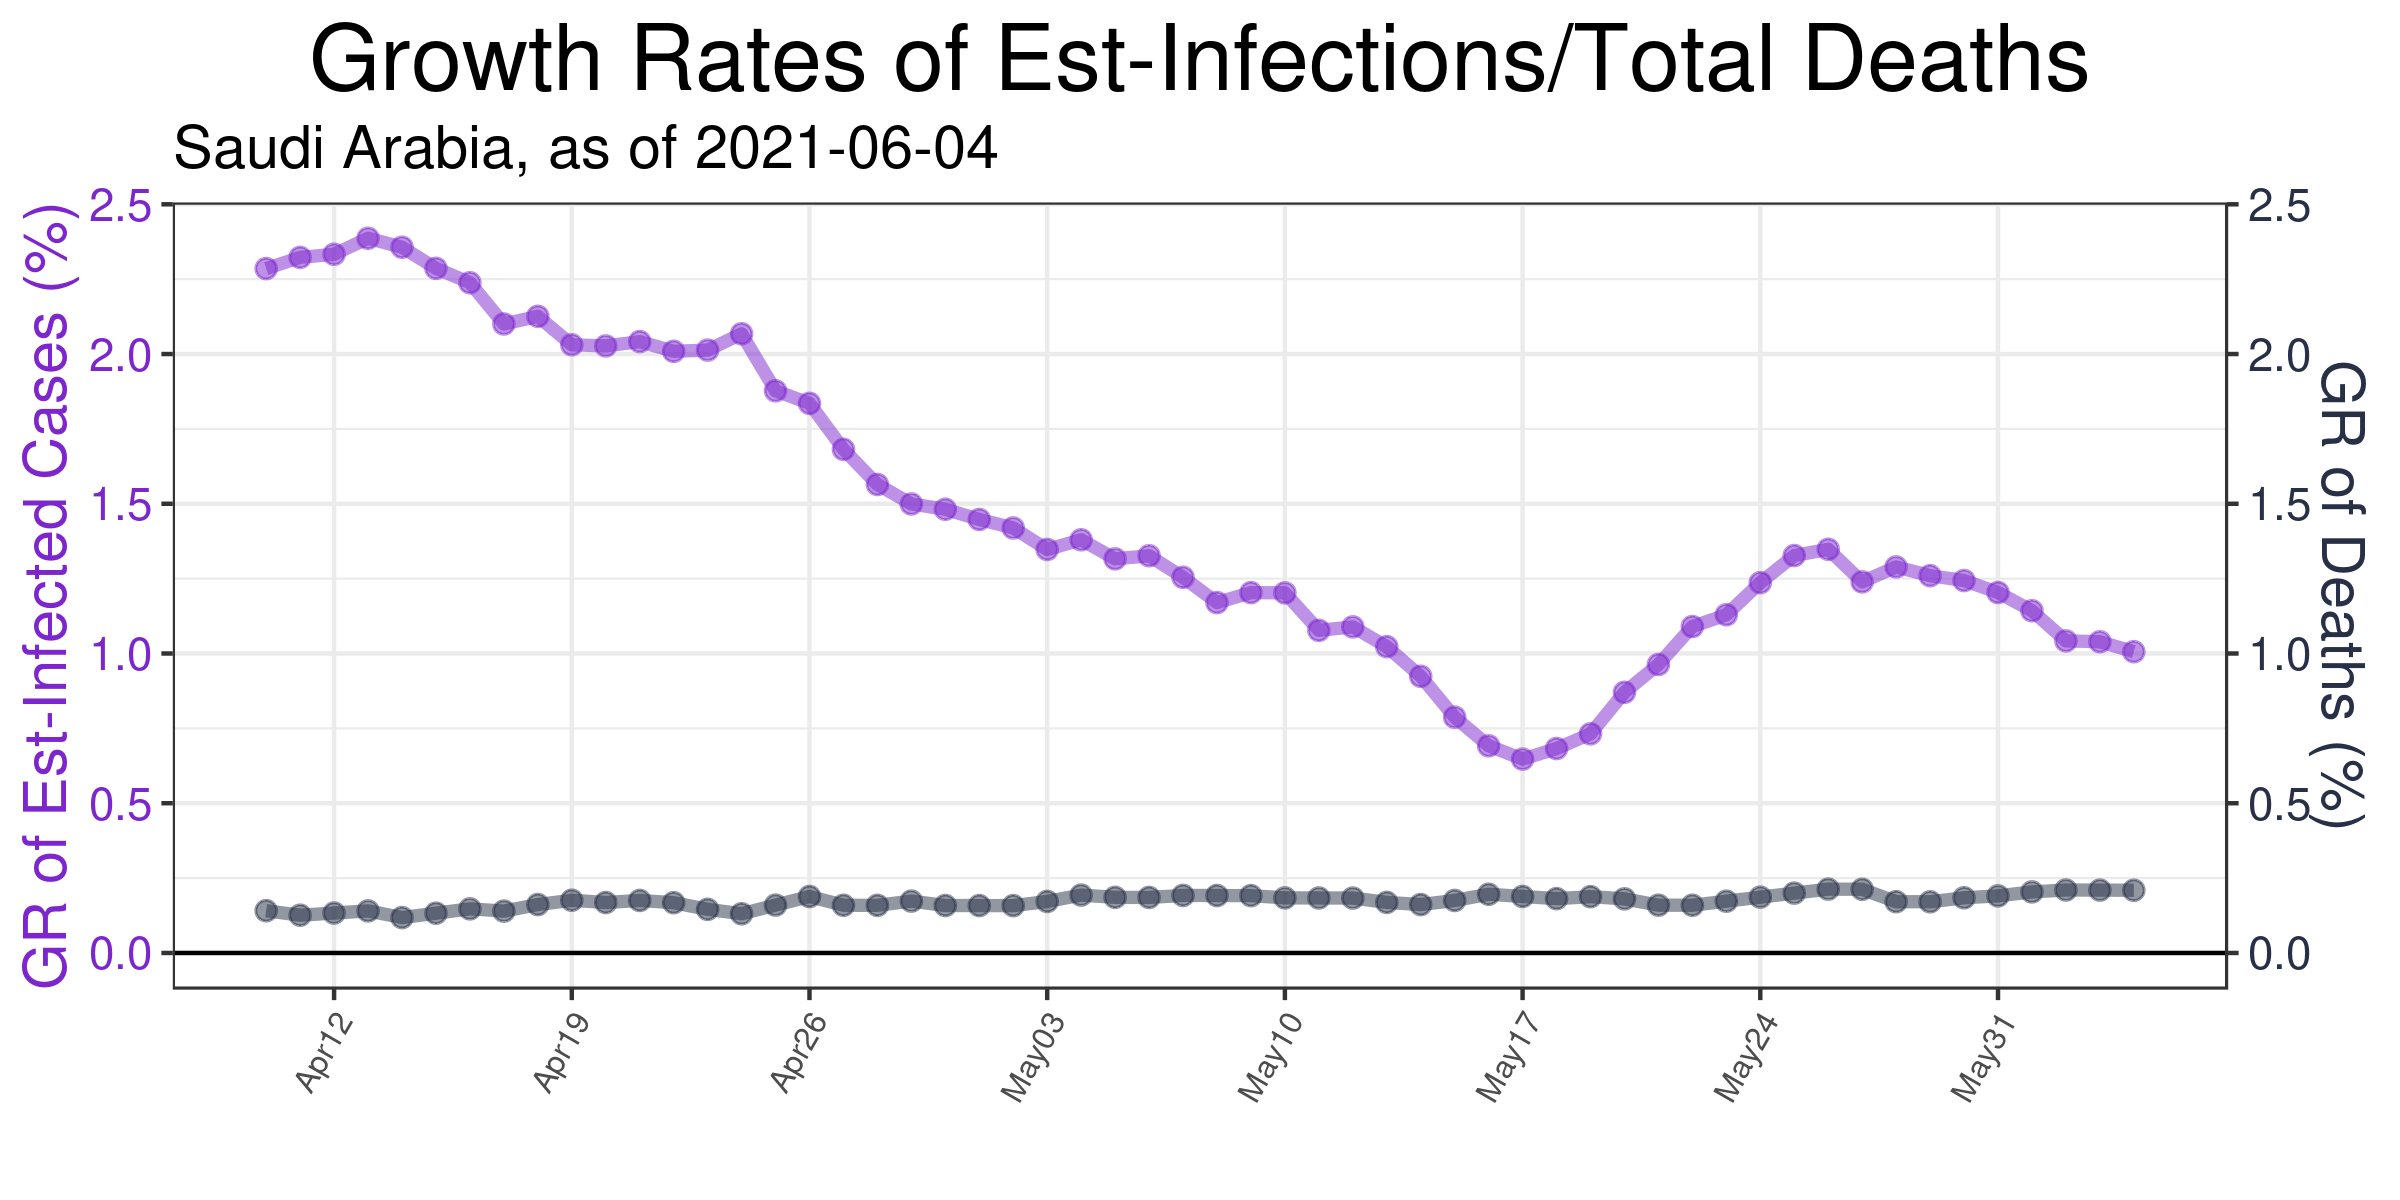 Growth Rates of Est-Infections/Total Deaths
Saudi Arabia, as of 2021-06-04
GR of Est-Infected Cases (%)
2.5
2.0
1.5
1.0
0.5
0.0
2.5
2.0
1.5
1.0
0.5
0.0
GR of Deaths (%)
Apr12
Apr19
Apr26
May03
May10
May17
May24
May31